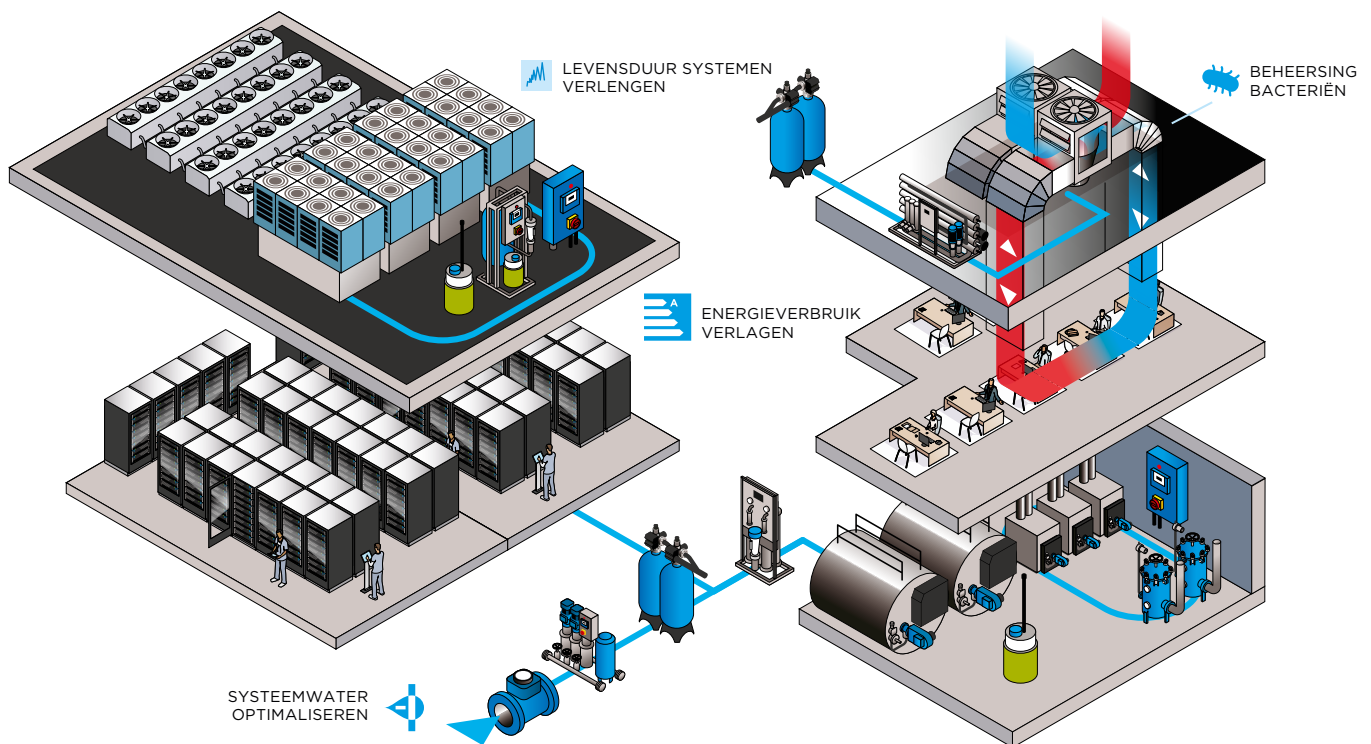 LEVENSDUUR SYSTEMEN
VERLENGEN
BEHEERSING
BACTERIËN
A
ENERGIEVERBRUIK
VERLAGEN
SYSTEEMWATER
OPTIMALISEREN